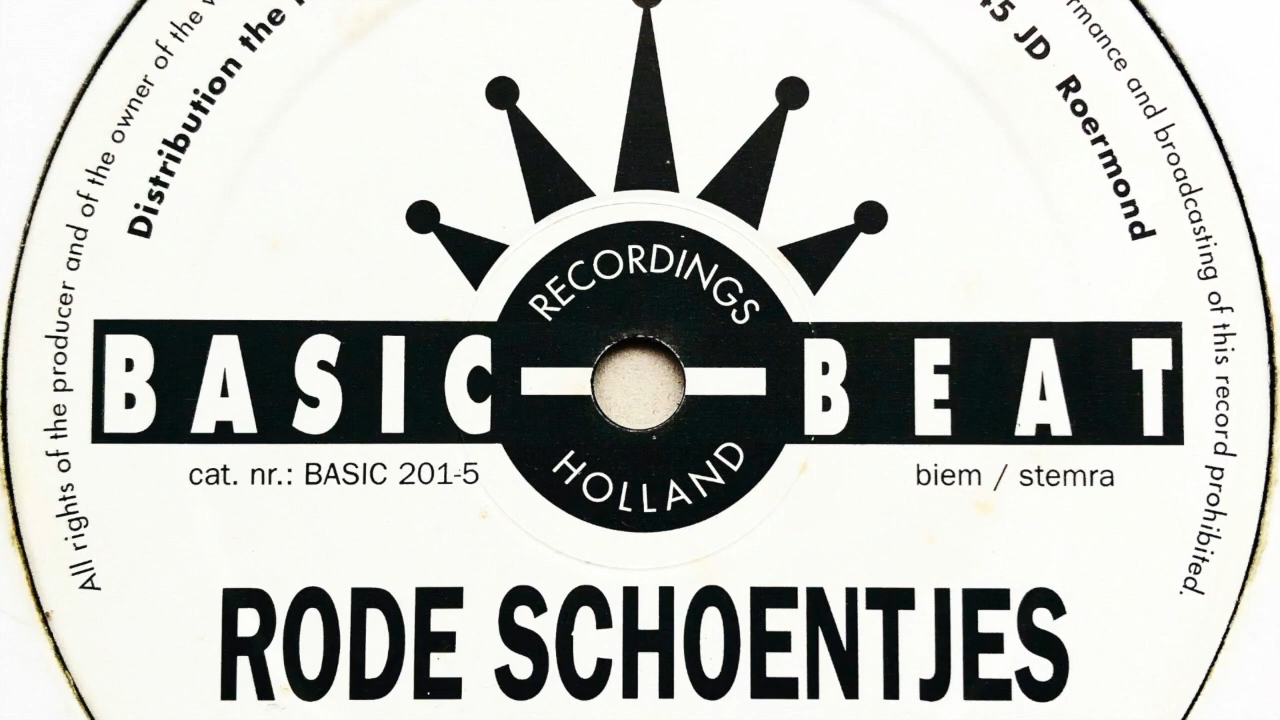 All rights of the producer and of the owner of the
Distribution the
45 JD Roermond
rmance and broadcasting of this record prohibited.
RECORDINGS
BASIC BEAT
HOLLAND
cat. nr.: BASIC 201-5
biem / stemra
RODE SCHOENTJES